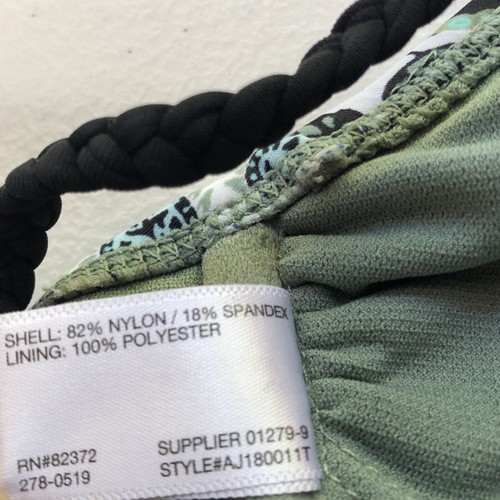 SHELL: 82% NYLON / 18% SPANDEX
LINING: 100% POLYESTER
RN#82372 SUPPLIER 01279-9
278-0519 STYLE#AJ180011T